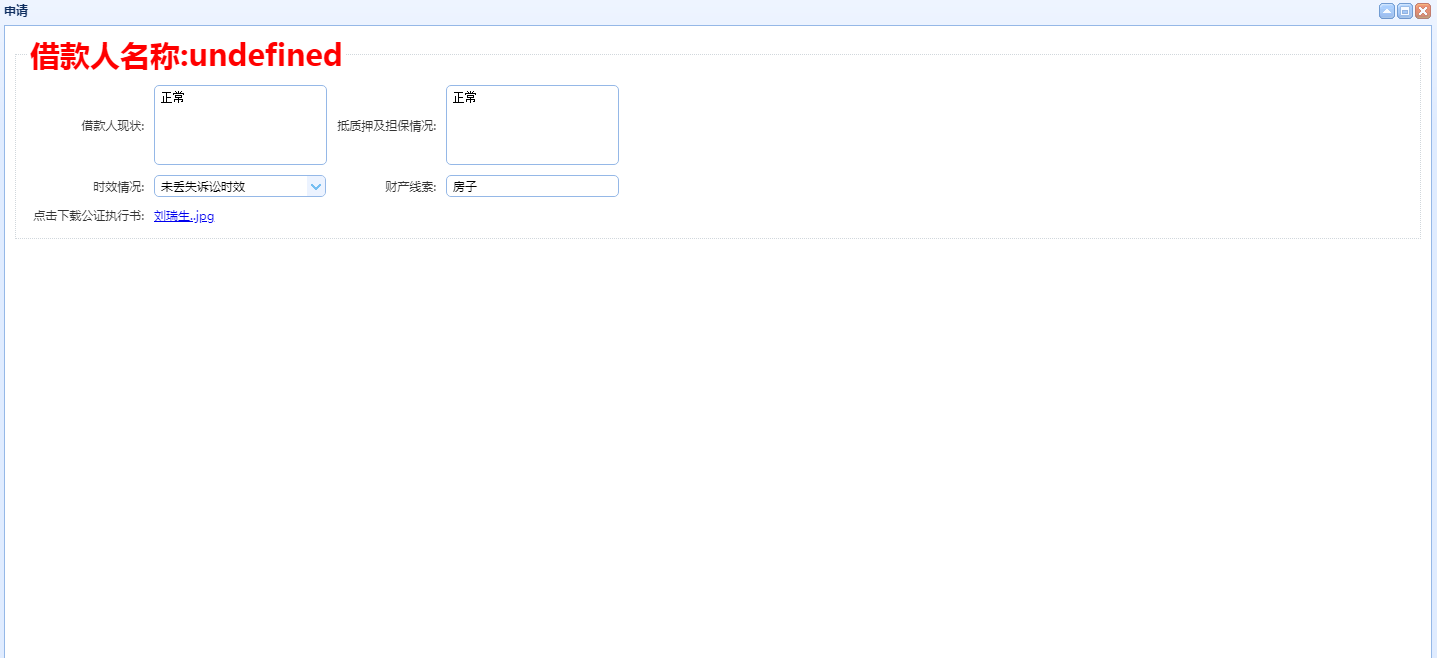 申请
借款人名称:undefined
借款人现状: 正常 抵质押及担保情况: 正常
时效情况: 未丢失诉讼时效 财产线索: 房子
点击下载公证执行书: 刘瑞生..jpg